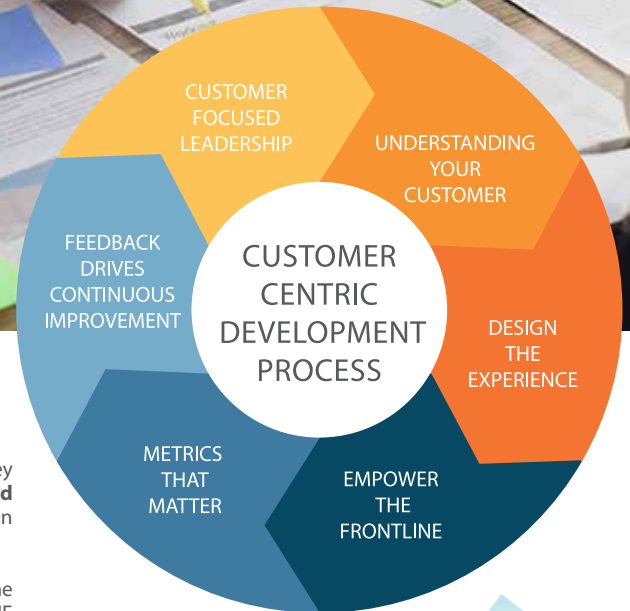 CUSTOMER
FOCUSED
LEADERSHIP
UNDERSTANDING
YOUR
CUSTOMER
FEEDBACK
DRIVES
CONTINUOUS
IMPROVEMENT
CUSTOMER
CENTRIC
DEVELOPMENT
PROCESS
DESIGN
THE
EXPERIENCE
METRICS
THAT
MATTER
EMPOWER
THE
FRONTLINE